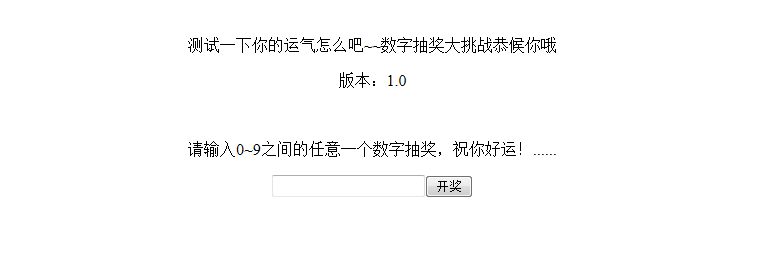 测试一下你的运气怎么吧~~数字抽奖大挑战恭候你哦
版本：1.0
请输入0~9之间的任意一个数字抽奖，祝你好运！......
开奖